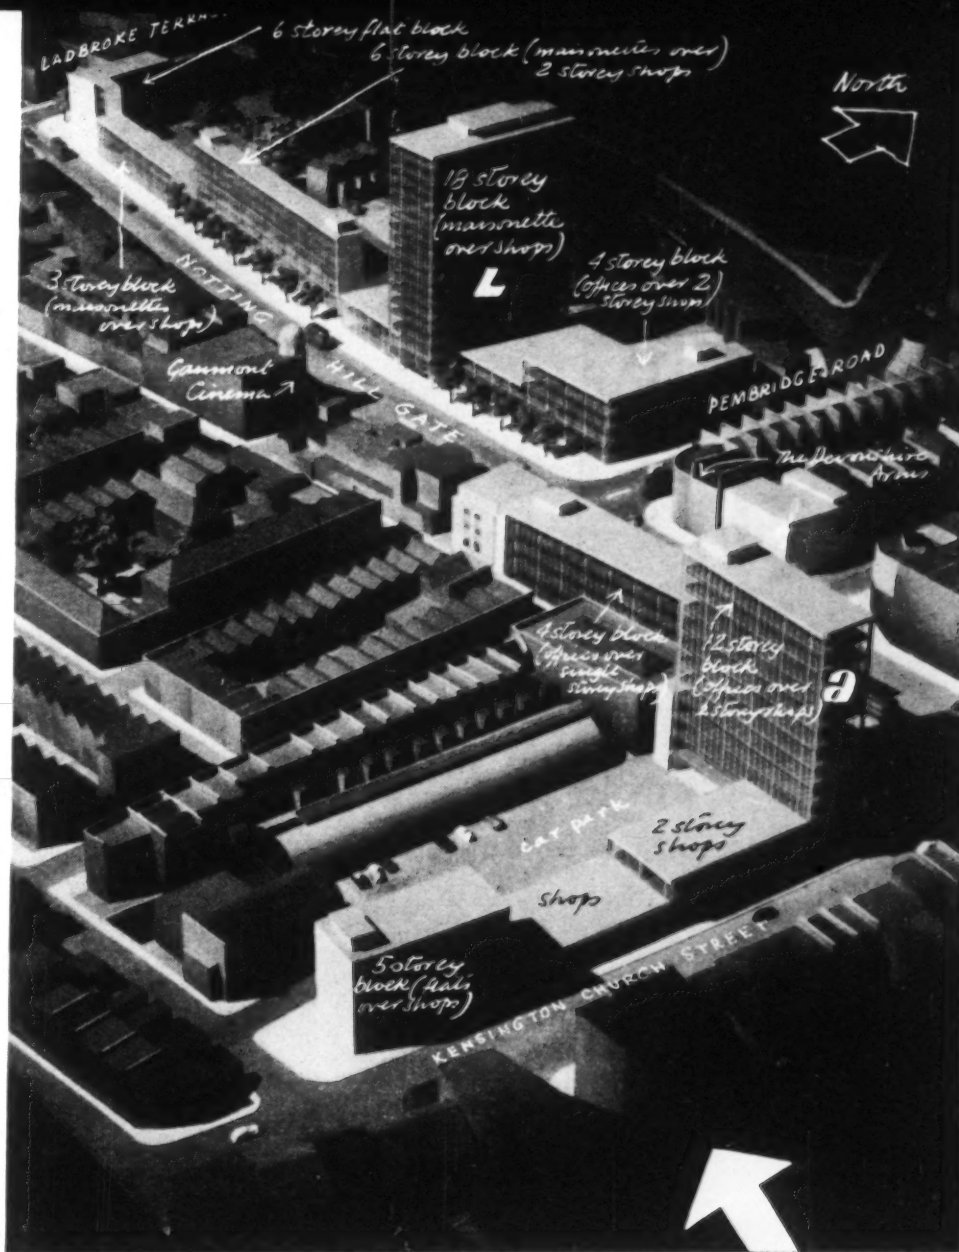 LADBROKE TERRACE
6 storey flat block
6 storey block (maisonettes over
2 storey shops
North
18 storey
block
(maisonette
over shops)
L
4 storey block
(offices over 2)
storey shop)
3 storey block
(maisonettes
over shops)
NOTTING HILL GATE
Gaumont
Cinema
PEMBRIDGE ROAD
The Devonshire
Arms
4 storey block
(offices over
single
storey shops)
12 storey
block
(offices over
2 storey shops)
a
car park
2 storey
shops
shops
5 storey
block (flats
over shops)
KENSINGTON CHURCH STREET